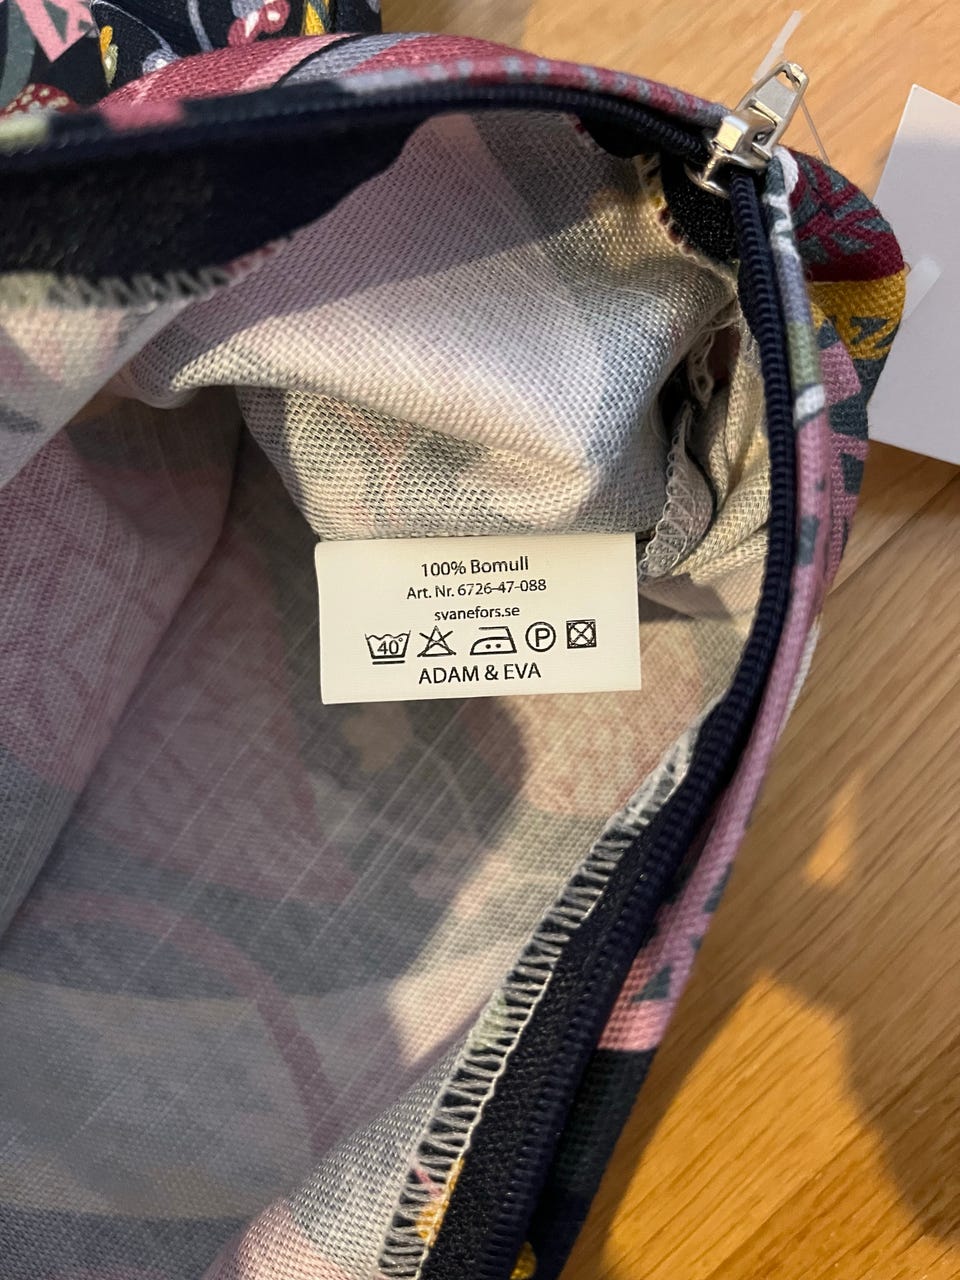 100% Bomull
Art. Nr. 6726-47-088
svanefors.se
40° P
ADAM & EVA